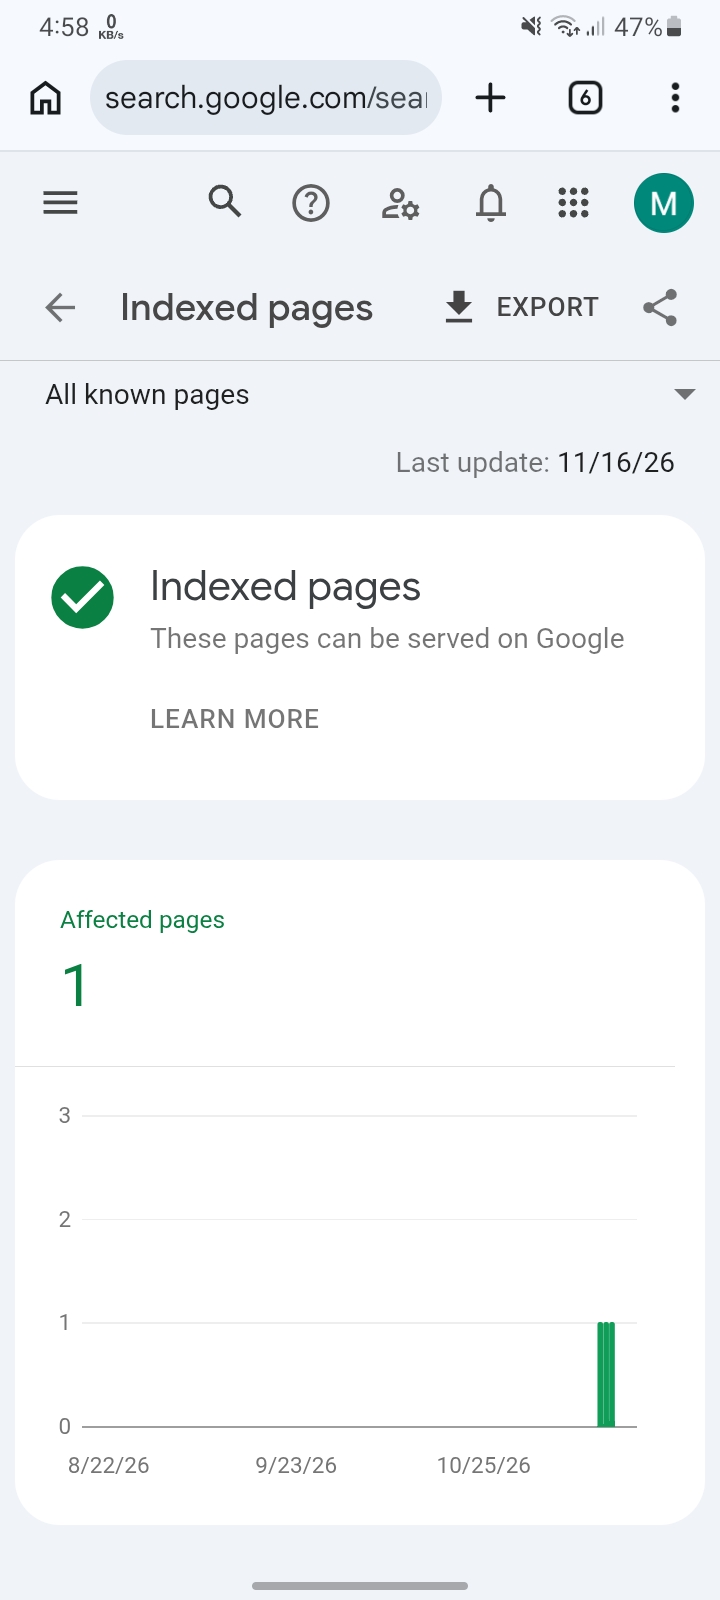 4:58 0 KB/s 47%
search.google.com/sear
6
M
Indexed pages EXPORT
All known pages
Last update: 11/16/26
Indexed pages
These pages can be served on Google
LEARN MORE
Affected pages
1
3
2
1
0
8/22/26 9/23/26 10/25/26